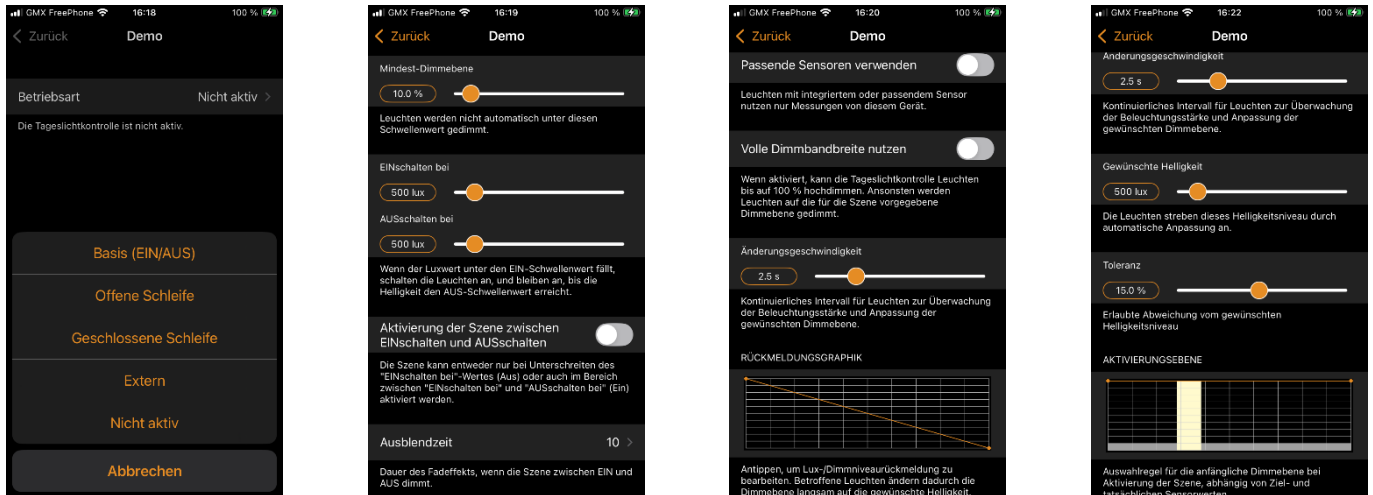 GMX FreePhone 16:18 100 %
Zurück Demo
Betriebsart Nicht aktiv
Die Tageslichtkontrolle ist nicht aktiv.
Basis (EIN/AUS)
Offene Schleife
Geschlossene Schleife
Extern
Nicht aktiv
Abbrechen
GMX FreePhone 16:19 100 %
Zurück Demo
Mindest-Dimmebene
10.0 %
Leuchten werden nicht automatisch unter diesen
Schwellenwert gedimmt.
EINschalten bei
500 lux
AUSschalten bei
500 lux
Wenn der Luxwert unter den EIN-Schwellenwert fällt,
schalten die Leuchten an, und bleiben an, bis die
Helligkeit den AUS-Schwellenwert erreicht.
Aktivierung der Szene zwischen
EINschalten und AUSschalten
Die Szene kann entweder nur bei Unterschreiten des
"EINschalten bei"-Wertes (Aus) oder auch im Bereich
zwischen "EINschalten bei" und "AUSschalten bei" (Ein)
aktiviert werden.
Ausblendzeit 10
Dauer des Fadeffekts, wenn die Szene zwischen EIN und
AUS dimmt.
GMX FreePhone 16:20 100 %
Zurück Demo
Passende Sensoren verwenden
Leuchten mit integriertem oder passendem Sensor
nutzen nur Messungen von diesem Gerät.
Volle Dimmbandbreite nutzen
Wenn aktiviert, kann die Tageslichtkontrolle Leuchten
bis auf 100 % hochdimmen. Ansonsten werden
Leuchten auf die für die Szene vorgegebene
Dimmebene gedimmt.
Änderungsgeschwindigkeit
2.5 s
Kontinuierliches Intervall für Leuchten zur Überwachung
der Beleuchtungsstärke und Anpassung der
gewünschten Dimmebene.
RÜCKMELDUNGSGRAPHIK
Antippen, um Lux-/Dimmniveaurückmeldung zu
bearbeiten. Betroffene Leuchten ändern dadurch die
Dimmebene langsam auf die gewünschte Helligkeit.
GMX FreePhone 16:22 100 %
Zurück Demo
Änderungsgeschwindigkeit
2.5 s
Kontinuierliches Intervall für Leuchten zur Überwachung
der Beleuchtungsstärke und Anpassung der
gewünschten Dimmebene.
Gewünschte Helligkeit
500 lux
Die Leuchten streben dieses Helligkeitsniveau durch
automatische Anpassung an.
Toleranz
15.0 %
Erlaubte Abweichung vom gewünschten
Helligkeitsniveau
AKTIVIERUNGSEBENE
Auswahlregel für die anfängliche Dimmebene bei
Aktivierung der Szene, abhängig von Ziel- und
tatsächlichen Sensorwerten.